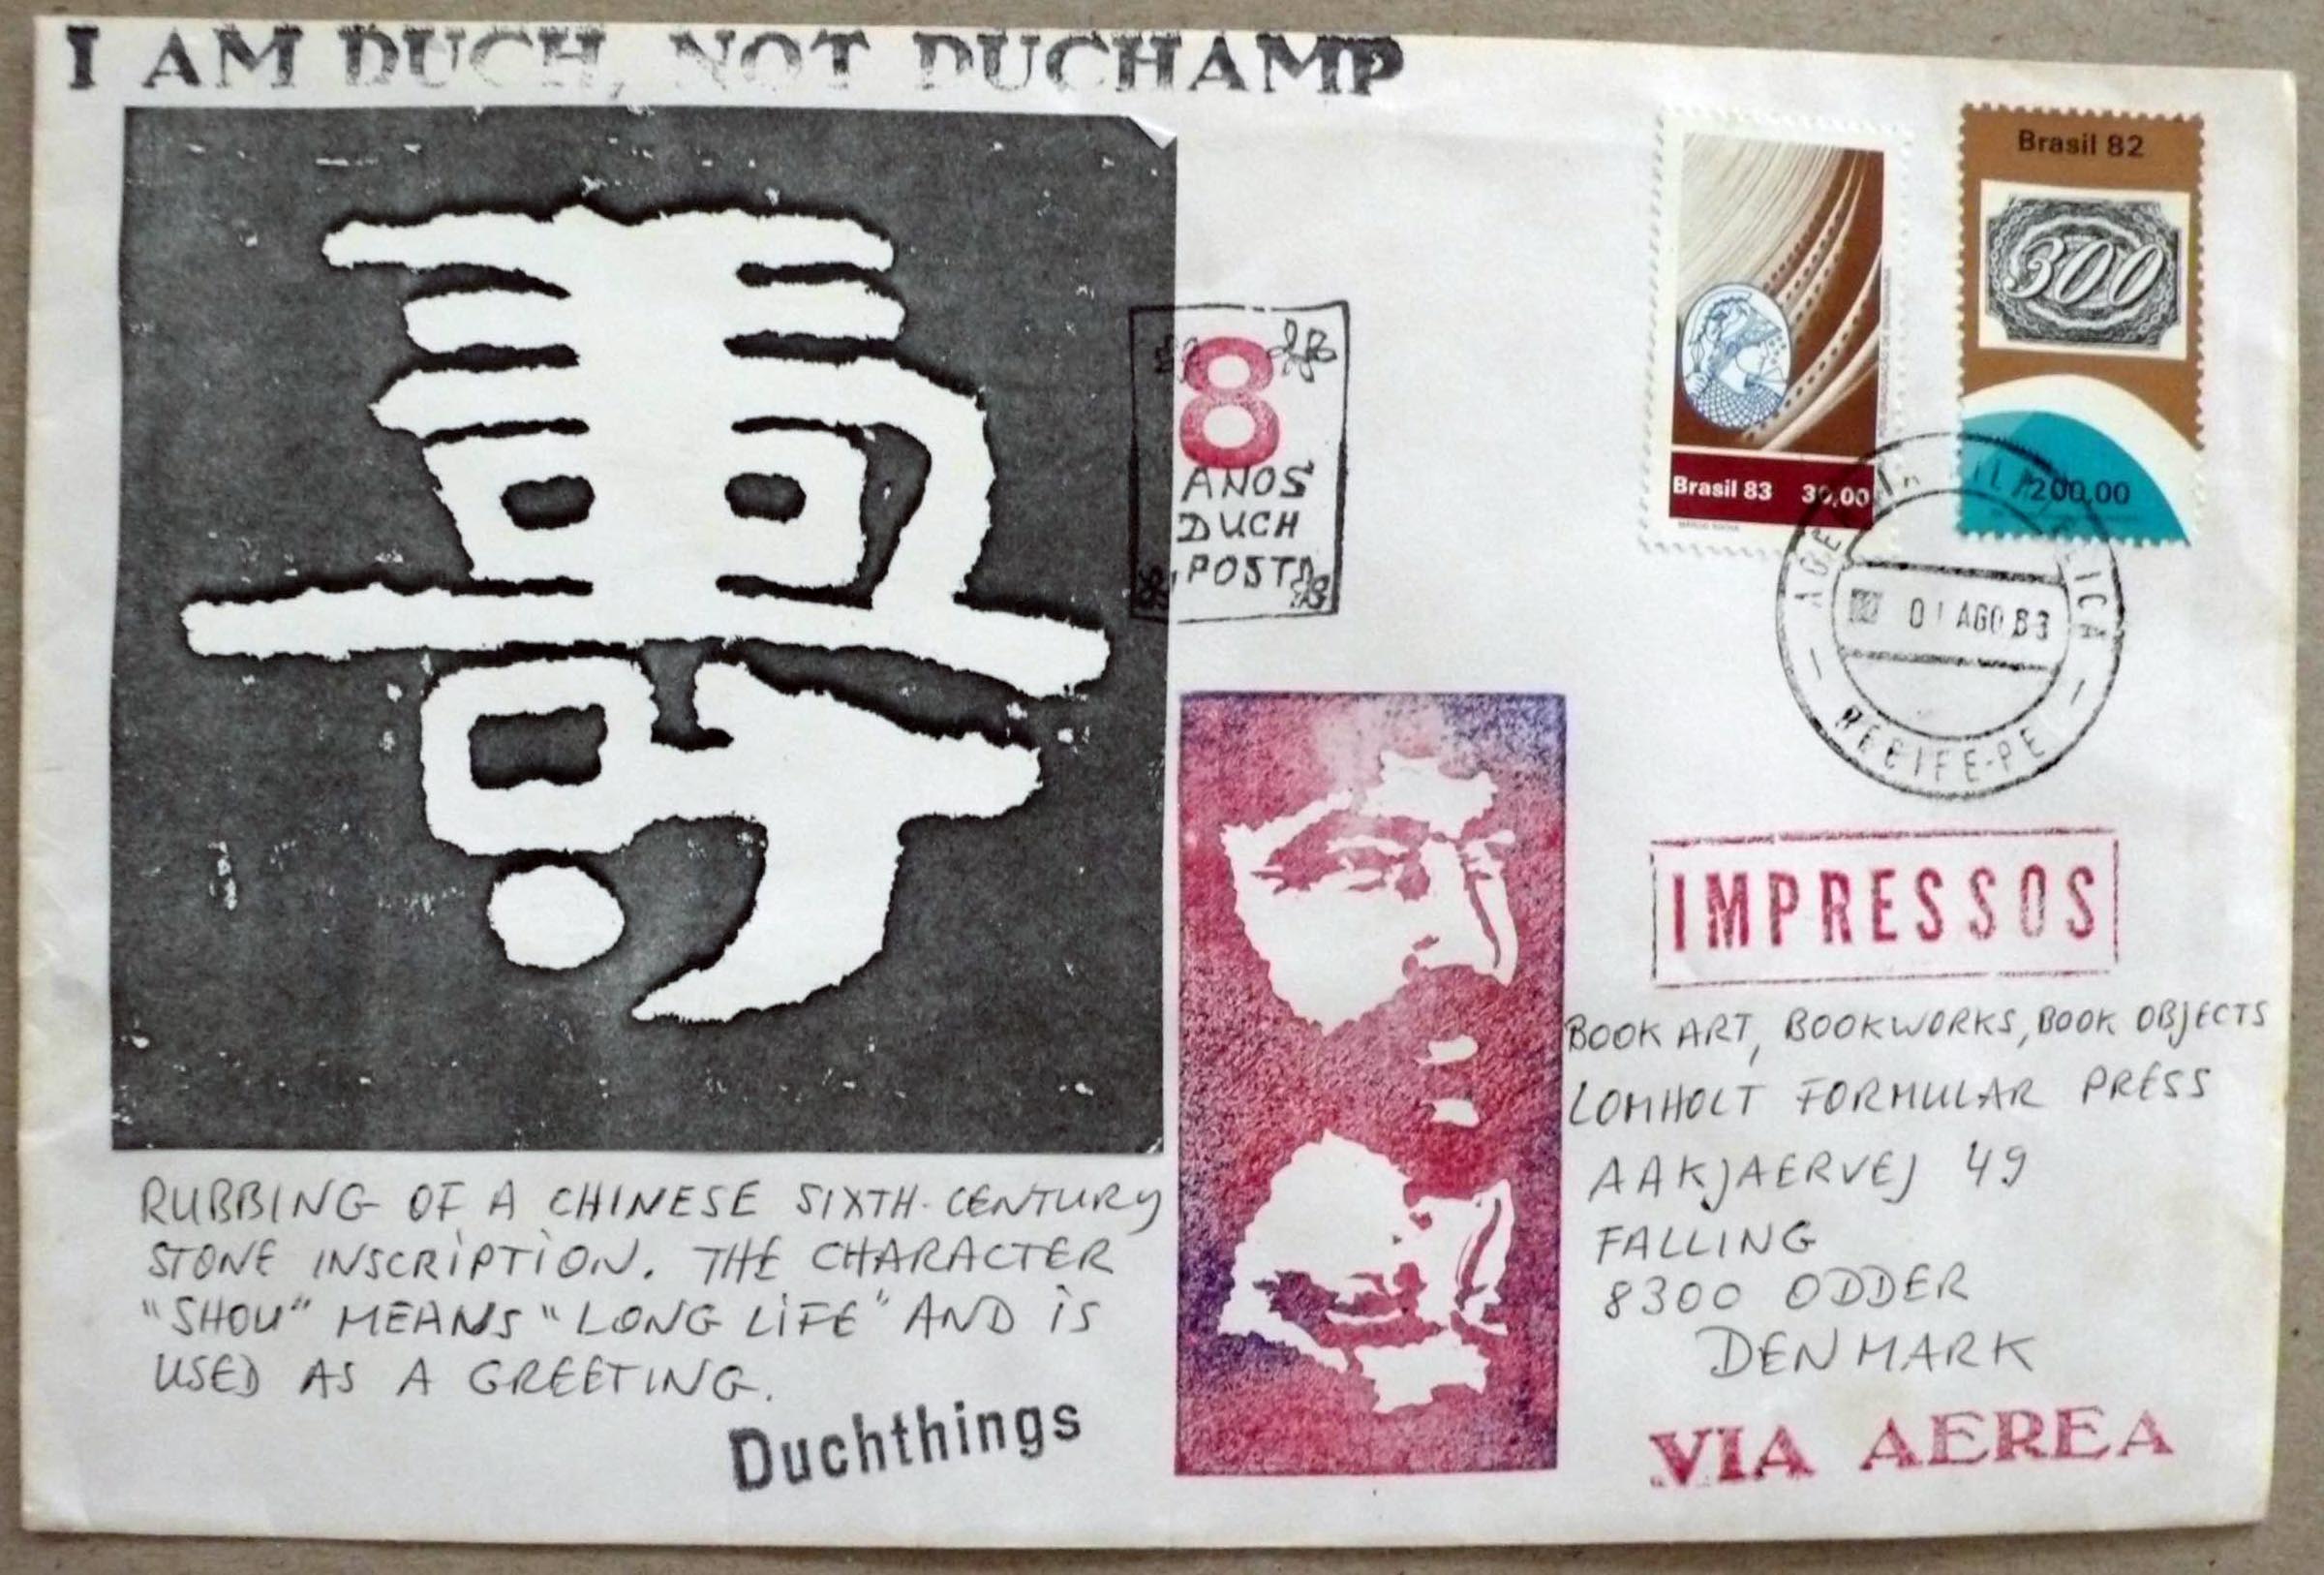 I AM DUCH, NOT DUCHAMP
壽
8
ANOS
DUCH
POSTA
Brasil 83 30,00
Brasil 82
300
200,00
01 AGO 83
RECIFE-PE
IMPRESSOS
BOOK ART, BOOKWORKS, BOOK OBJECTS
LOMHOLT FORMULAR PRESS
AAKJAERVEJ 49
FALLING
8300 ODDER
DENMARK
VIA AEREA
RUBBING OF A CHINESE SIXTH-CENTURY
STONE INSCRIPTION. THE CHARACTER
"SHOU" MEANS "LONG LIFE" AND IS
USED AS A GREETING.
Duchthings